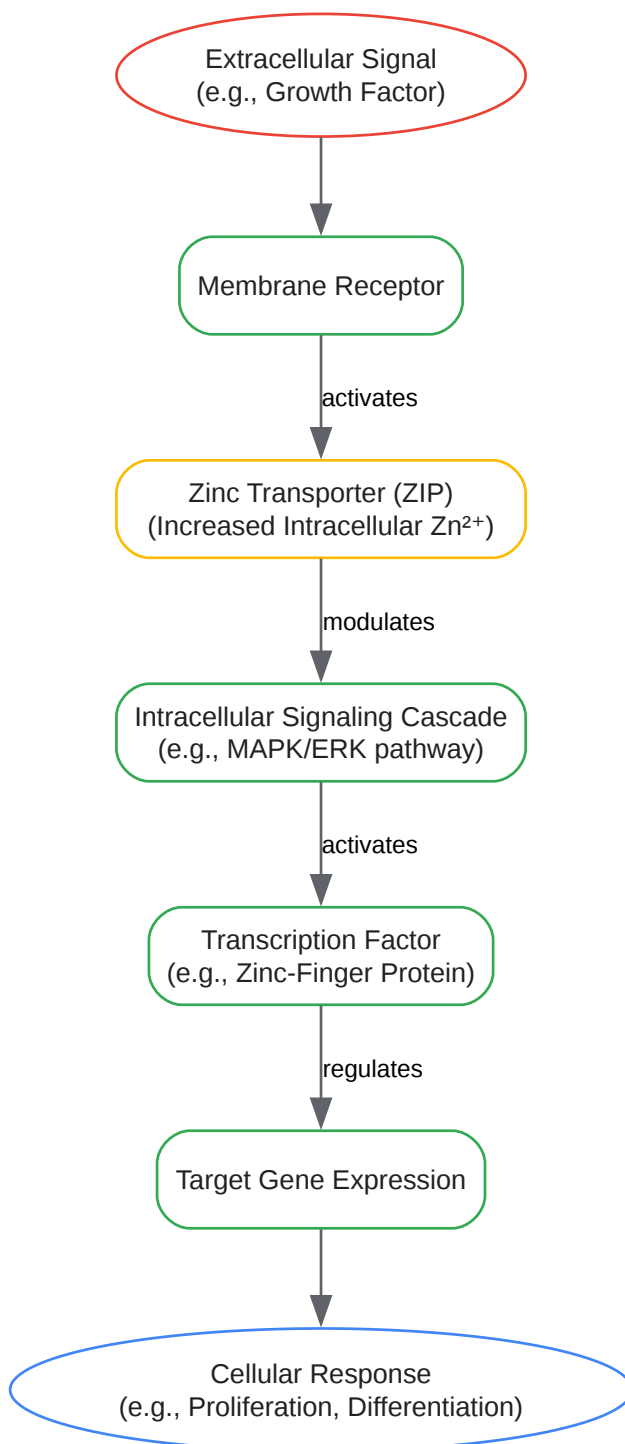 Extracellular Signal
(e.g., Growth Factor)
Membrane Receptor
activates
Zinc Transporter (ZIP)
(Increased Intracellular Zn²⁺)
modulates
Intracellular Signaling Cascade
(e.g., MAPK/ERK pathway)
activates
Transcription Factor
(e.g., Zinc-Finger Protein)
regulates
Target Gene Expression
Cellular Response
(e.g., Proliferation, Differentiation)